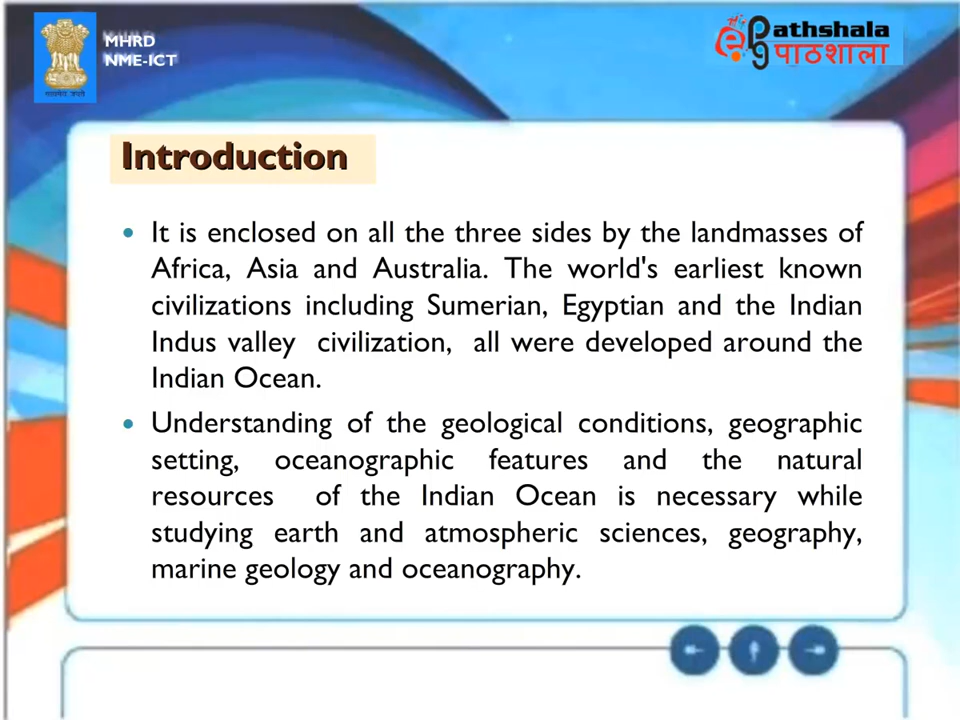 MHRD
NME-ICT
ePathshala
पाठशाला
Introduction
• It is enclosed on all the three sides by the landmasses of
Africa, Asia and Australia. The world's earliest known
civilizations including Sumerian, Egyptian and the Indian
Indus valley civilization, all were developed around the
Indian Ocean.
• Understanding of the geological conditions, geographic
setting, oceanographic features and the natural
resources of the Indian Ocean is necessary while
studying earth and atmospheric sciences, geography,
marine geology and oceanography.